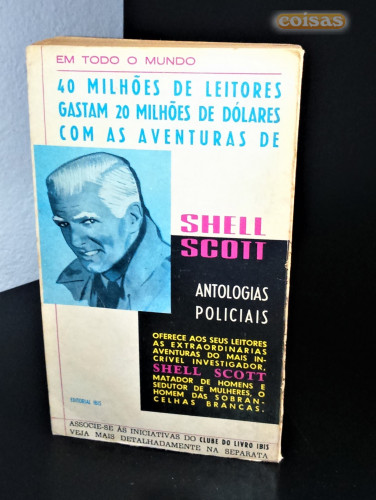 coisas
EM TODO O MUNDO
40 MILHÕES DE LEITORES
GASTAM 20 MILHÕES DE DÓLARES
COM AS AVENTURAS DE
SHELL
SCOTT
ANTOLOGIAS
POLICIAIS
OFERECE AOS SEUS LEITORES
AS EXTRAORDINÁRIAS
AVENTURAS DO MAIS IN-
CRÍVEL INVESTIGADOR,
SHELL SCOTT
MATADOR DE HOMENS E
SEDUTOR DE MULHERES, O
HOMEM DAS SOBRAN-
CELHAS BRANCAS.
EDITORIAL IBIS
ASSOCIE-SE ÀS INICIATIVAS DO CLUBE DO LIVRO IBIS
VEJA MAIS DETALHADAMENTE NA SEPARATA